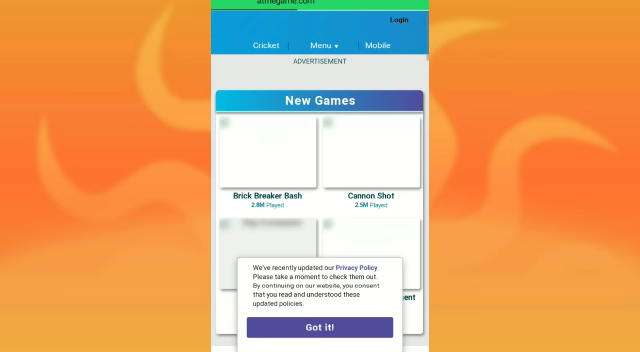 atmegame.com
Login
Cricket
Menu ▼
Mobile
ADVERTISEMENT
New Games
Brick Breaker Bash
Cannon Shot
2.8M Played
2.5M Played
We've recently updated our Privacy Policy.
Please take a moment to check them out.
By continuing on our website, you consent
that you read and understood these
updated policies.
Got it!